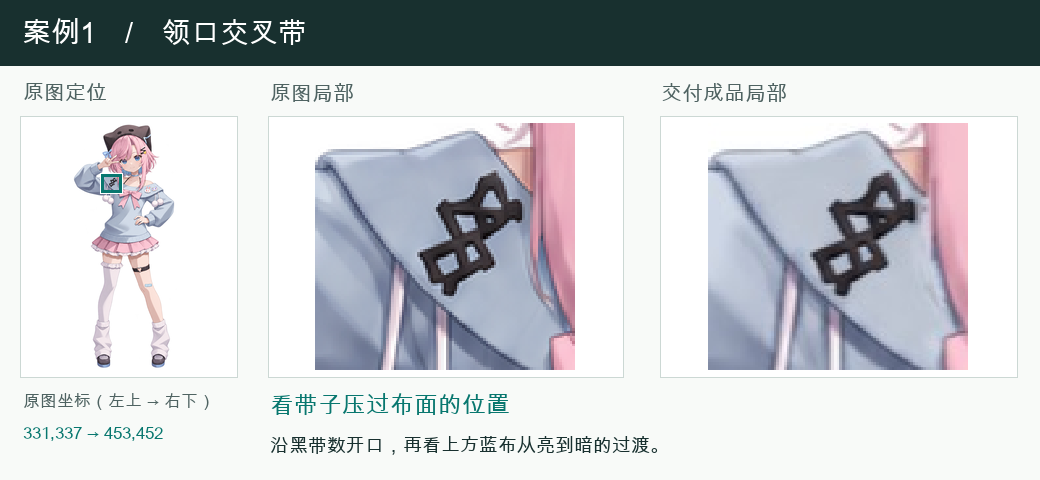 案例1 / 领口交叉带
原图定位
原图局部
交付成品局部
原图坐标（左上→右下）
331,337→453,452
看带子压过布面的位置
沿黑带数开口，再看上方蓝布从亮到暗的过渡。